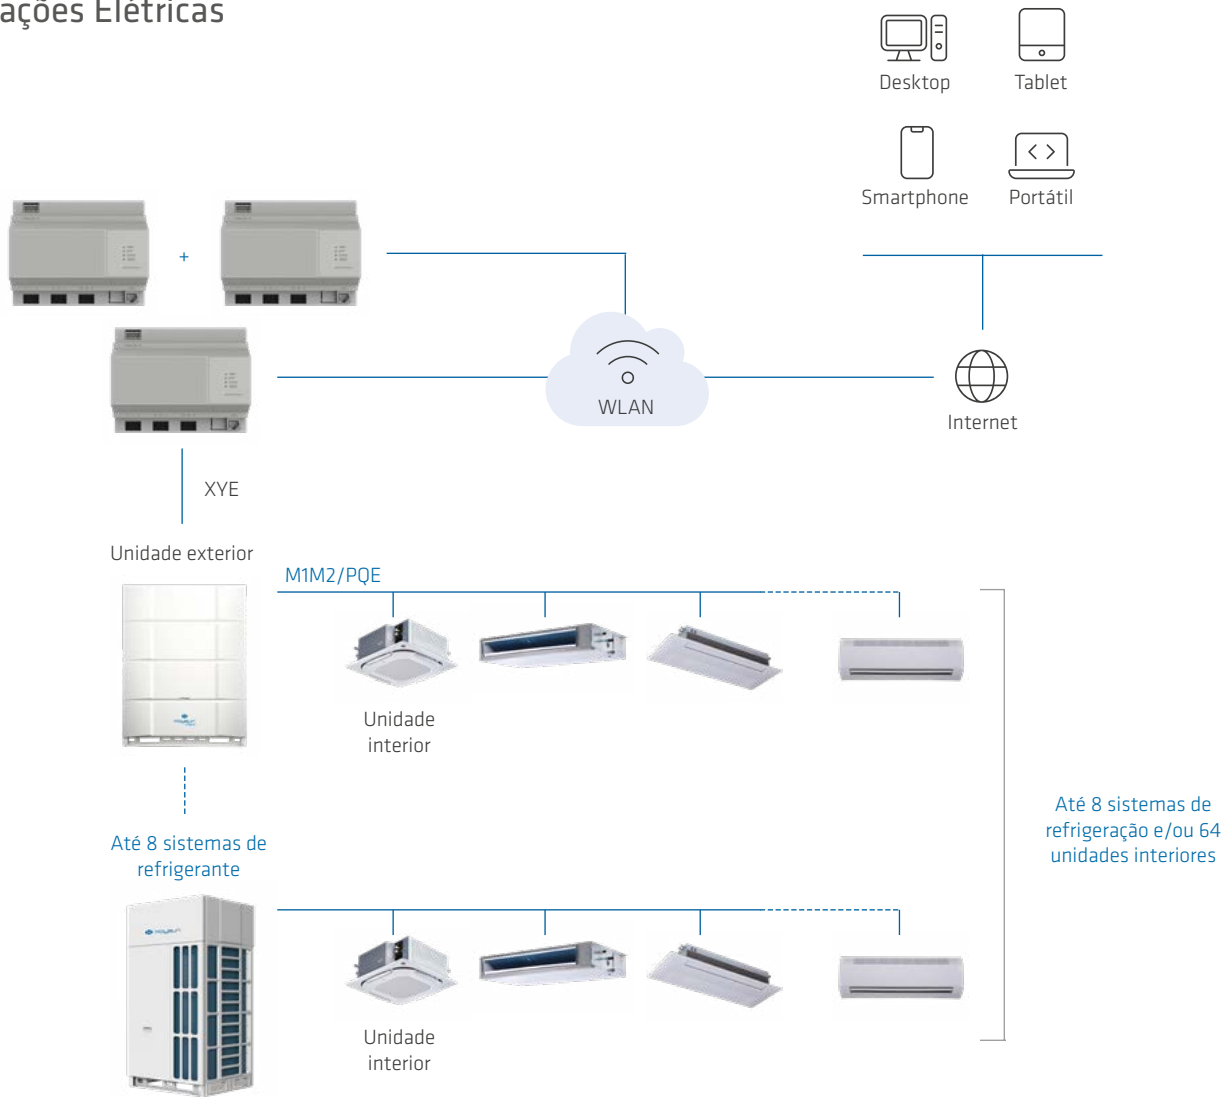 ações Elétricas
Desktop
Tablet
Smartphone
Portátil
+
WLAN
Internet
XYE
Unidade exterior
M1M2/PQE
Unidade
interior
Até 8 sistemas de
refrigerante
Até 8 sistemas de
refrigeração e/ou 64
unidades interiores
Unidade
interior